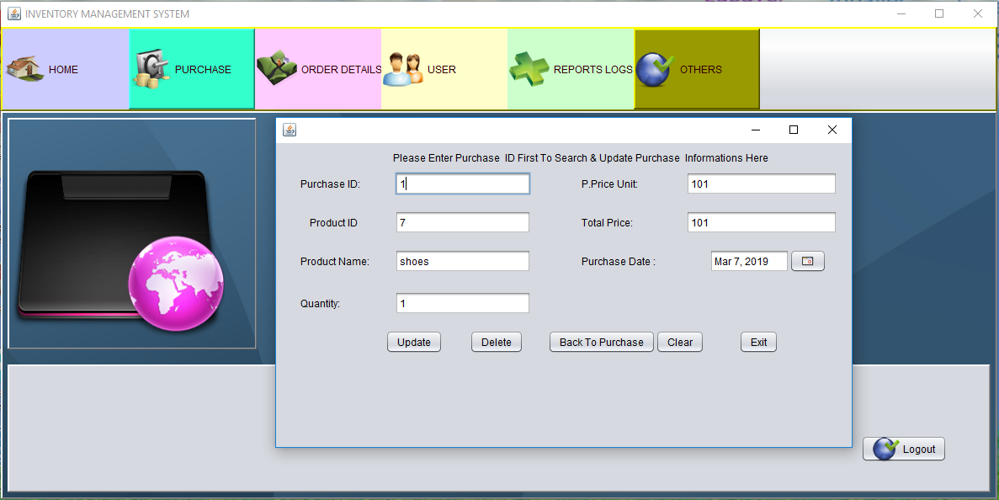 INVENTORY MANAGEMENT SYSTEM
HOME PURCHASE ORDER DETAILS USER REPORTS LOGS OTHERS
Please Enter Purchase ID First To Search & Update Purchase Informations Here
Purchase ID: 1 P.Price Unit: 101
Product ID 7 Total Price: 101
Product Name: shoes Purchase Date : Mar 7, 2019
Quantity: 1
Update Delete Back To Purchase Clear Exit
Logout